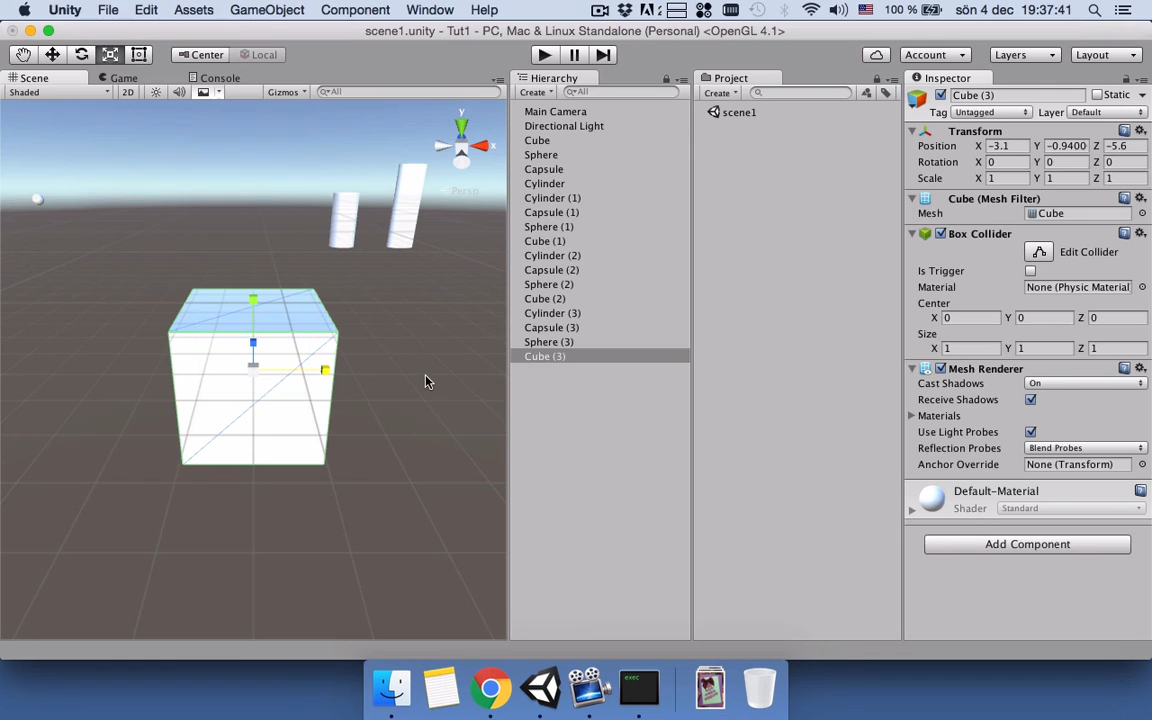 Unity File Edit Assets GameObject Component Window Help 100 % sön 4 dec 19:37:41
scene1.unity - Tut1 - PC, Mac & Linux Standalone (Personal) <OpenGL 4.1>
Center Local Account Layers Layout
Scene Game Console
Shaded 2D Gizmos All
y
x
Persp
Hierarchy
Create All
Main Camera
Directional Light
Cube
Sphere
Capsule
Cylinder
Cylinder (1)
Capsule (1)
Sphere (1)
Cube (1)
Cylinder (2)
Capsule (2)
Sphere (2)
Cube (2)
Cylinder (3)
Capsule (3)
Sphere (3)
Cube (3)
Project
Create
scene1
Inspector
Cube (3) Static
Tag Untagged Layer Default
Transform
Position X -3.1 Y -0.9400 Z -5.6
Rotation X 0 Y 0 Z 0
Scale X 1 Y 1 Z 1
Cube (Mesh Filter)
Mesh Cube
Box Collider
Edit Collider
Is Trigger
Material None (Physic Material
Center
X 0 Y 0 Z 0
Size
X 1 Y 1 Z 1
Mesh Renderer
Cast Shadows On
Receive Shadows
Materials
Use Light Probes
Reflection Probes Blend Probes
Anchor Override None (Transform)
Default-Material
Shader Standard
Add Component
exec